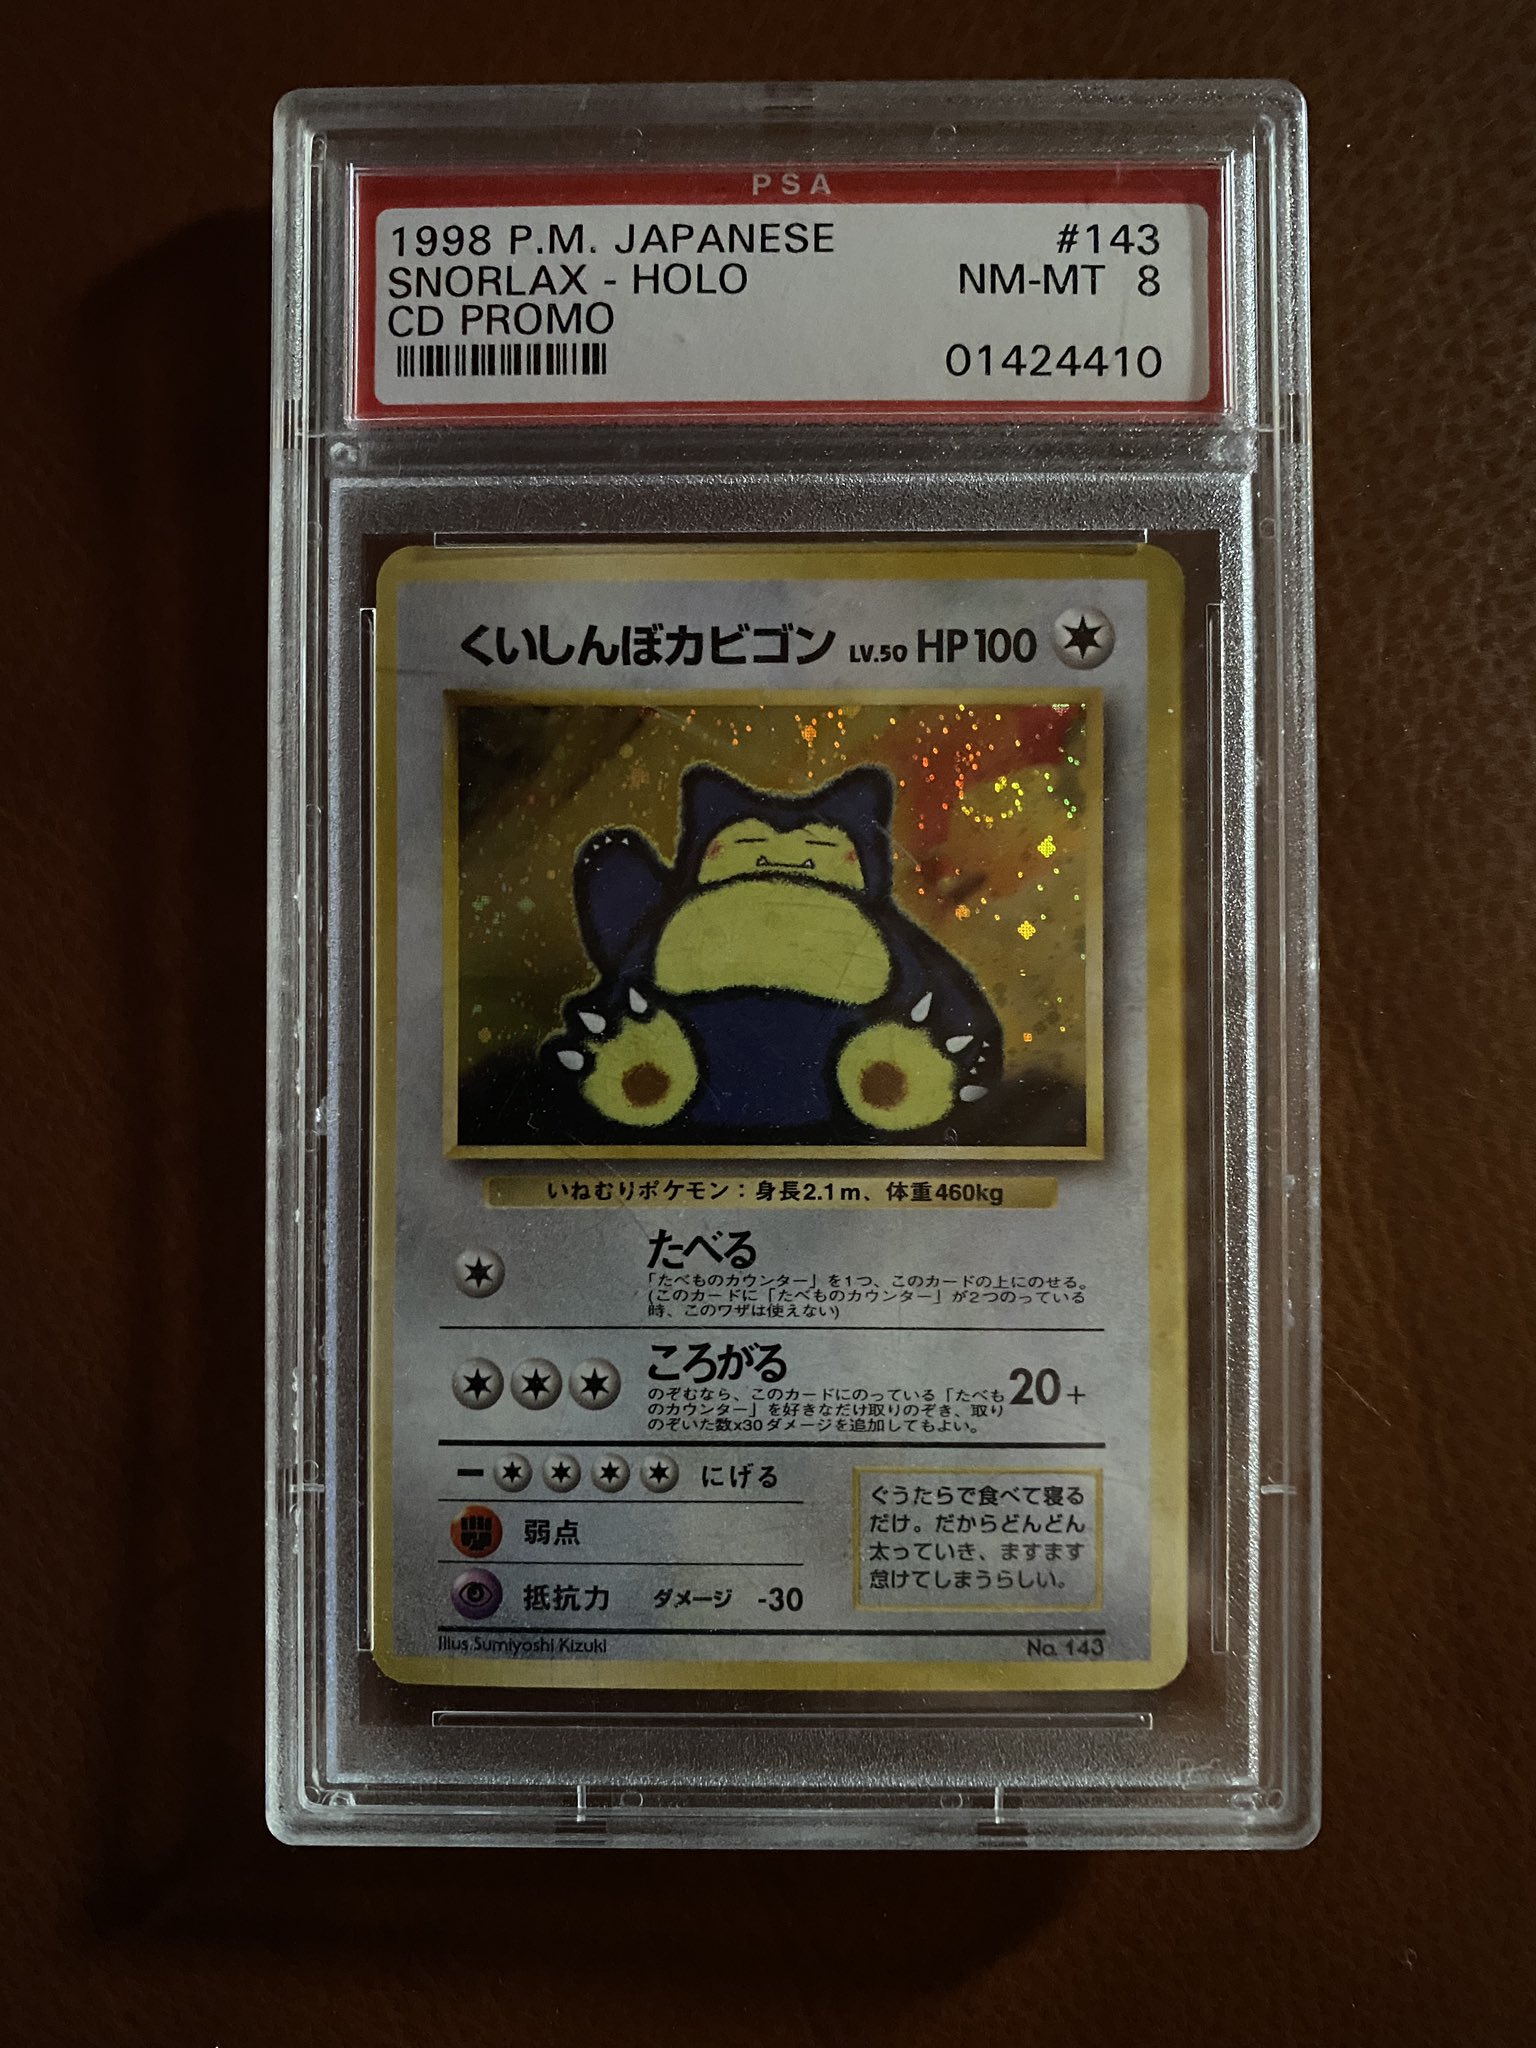 PSA
1998 P.M. JAPANESE #143
SNORLAX - HOLO NM-MT 8
CD PROMO
01424410
くいしんぼカビゴン LV.50 HP100
いねむりポケモン：身長2.1m、体重460kg
たべる
「たべものカウンター」を1つ、このカードの上にのせる。
(このカードに「たべものカウンター」が2つのっている
時、このワザは使えない)
ころがる
のぞむなら、このカードにのっている「たべも
のカウンター」を好きなだけ取りのぞき、取り
のぞいた数x30ダメージを追加してもよい。
20+
ー にげる
弱点
抵抗力 ダメージ -30
ぐうたらで食べて寝る
だけ。だからどんどん
太っていき、ますます
怠けてしまうらしい。
Illus. Sumiyoshi Kizuki No. 143